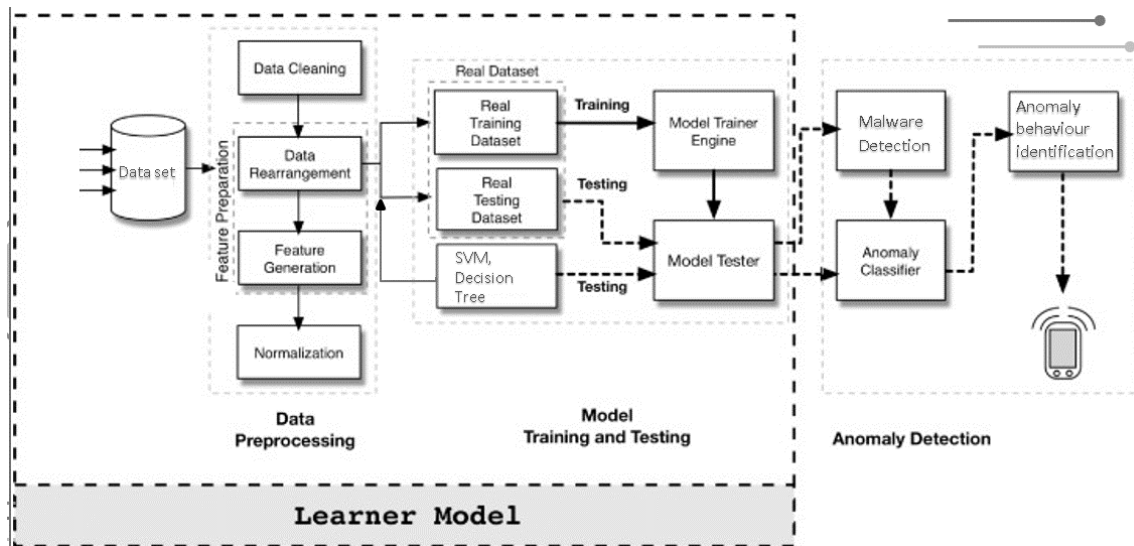 Data set
Data Cleaning
Feature Preparation
Data
Rearrangement
Feature
Generation
Normalization
Data
Preprocessing
Real Dataset
Real
Training
Dataset
Real
Testing
Dataset
SVM,
Decision
Tree
Training
Testing
Testing
Model Trainer
Engine
Model Tester
Model
Training and Testing
Malware
Detection
Anomaly
Classifier
Anomaly
behaviour
identification
Anomaly Detection
Learner Model